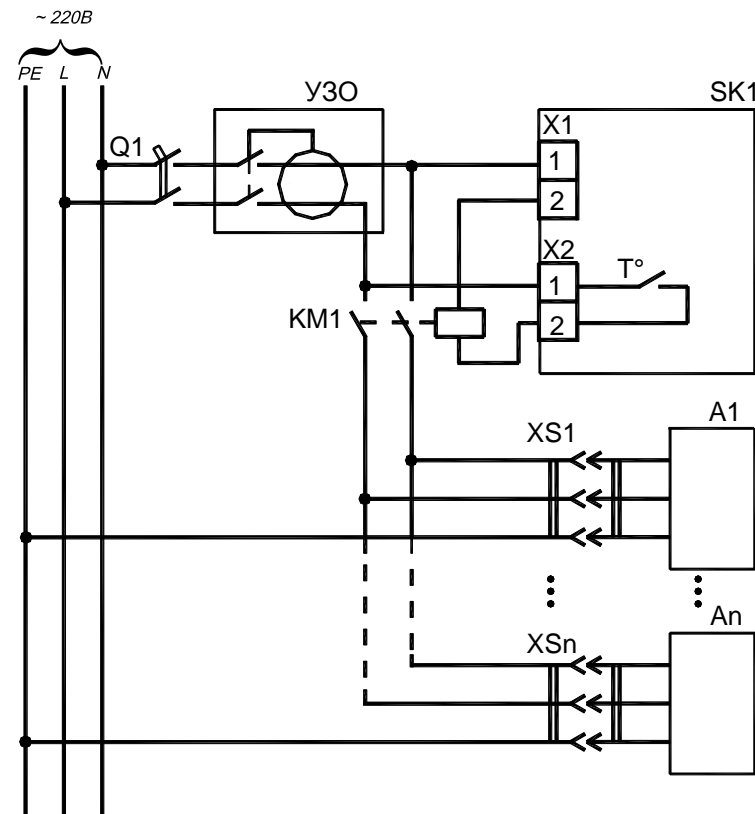 ~ 220В
PE L N
УЗО
SK1
Q1
X1
1
2
X2
1
2
T°
KM1
XS1
A1
XSn
An